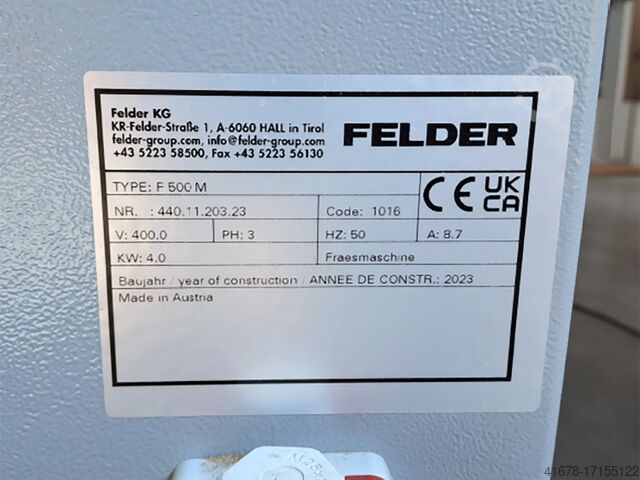 Felder KG
KR-Felder-Straße 1, A-6060 HALL in Tirol
felder-group.com, info@felder-group.com
+43 5223 58500, Fax +43 5223 56130
FELDER
TYPE: F 500 M
CE UK CA
NR. : 440.11.203.23 Code: 1016
V: 400.0 PH: 3 HZ: 50 A: 8.7
KW: 4.0 Fraesmaschine
Baujahr / year of construction / ANNEE DE CONSTR.: 2023
Made in Austria
41678-17155122